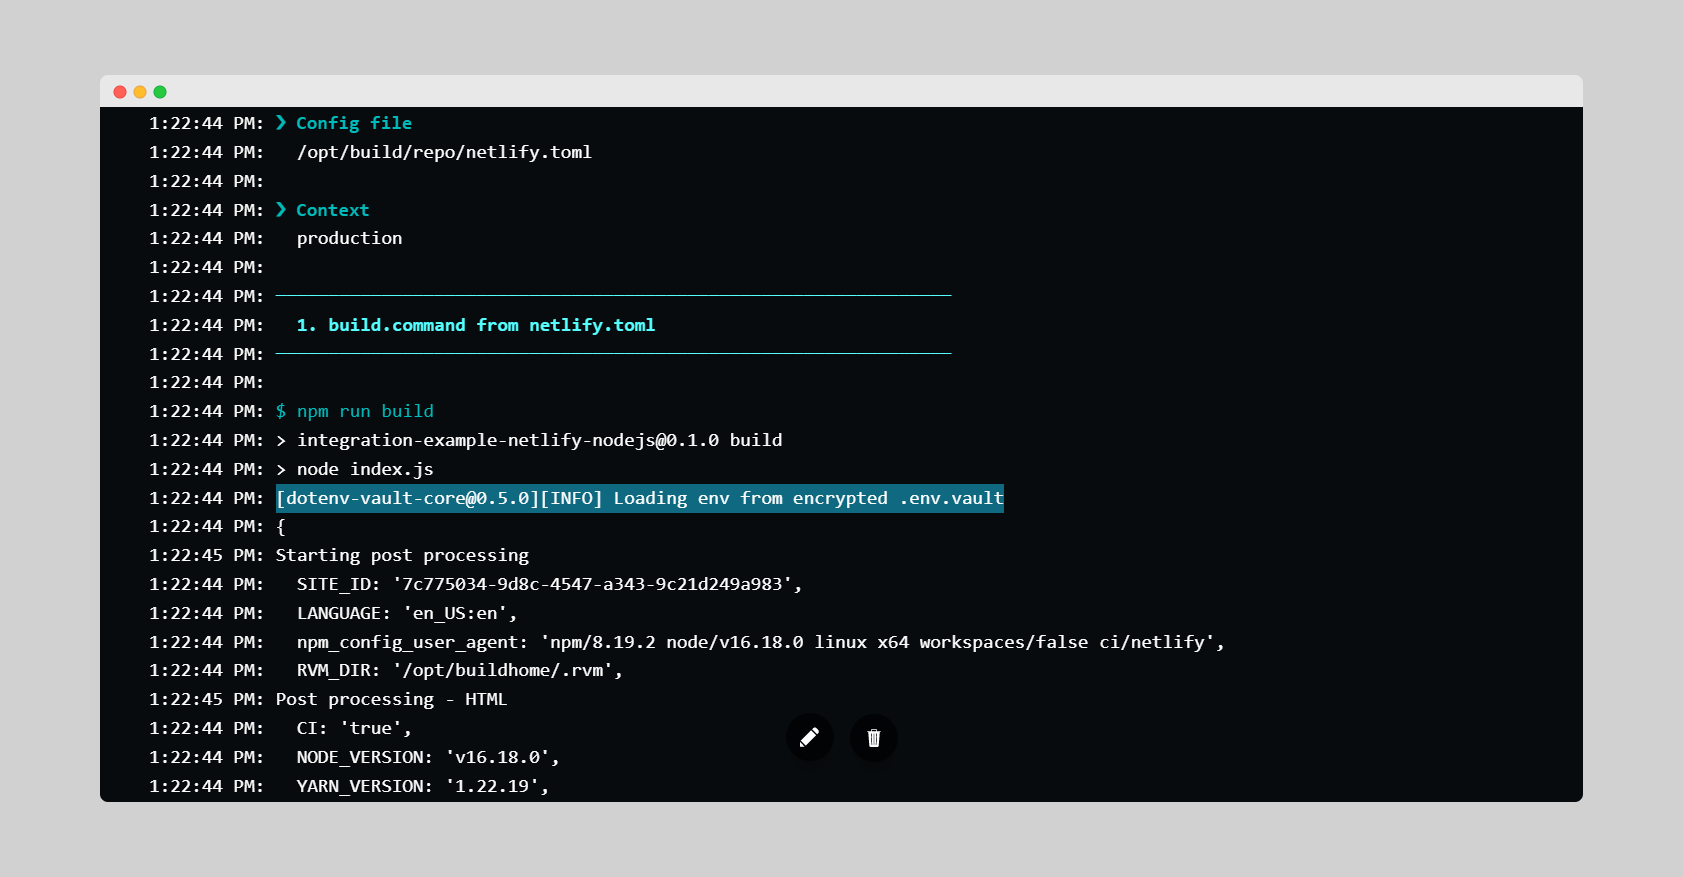 1:22:44 PM: ❯ Config file
1:22:44 PM:   /opt/build/repo/netlify.toml
1:22:44 PM:
1:22:44 PM: ❯ Context
1:22:44 PM:   production
1:22:44 PM:
1:22:44 PM: ────────────────────────────────────────────────────────────────
1:22:44 PM:   1. build.command from netlify.toml
1:22:44 PM: ────────────────────────────────────────────────────────────────
1:22:44 PM:
1:22:44 PM: $ npm run build
1:22:44 PM: > integration-example-netlify-nodejs@0.1.0 build
1:22:44 PM: > node index.js
1:22:44 PM: [dotenv-vault-core@0.5.0][INFO] Loading env from encrypted .env.vault
1:22:44 PM: {
1:22:45 PM: Starting post processing
1:22:44 PM:   SITE_ID: '7c775034-9d8c-4547-a343-9c21d249a983',
1:22:44 PM:   LANGUAGE: 'en_US:en',
1:22:44 PM:   npm_config_user_agent: 'npm/8.19.2 node/v16.18.0 linux x64 workspaces/false ci/netlify',
1:22:44 PM:   RVM_DIR: '/opt/buildhome/.rvm',
1:22:45 PM: Post processing - HTML
1:22:44 PM:   CI: 'true',
1:22:44 PM:   NODE_VERSION: 'v16.18.0',
1:22:44 PM:   YARN_VERSION: '1.22.19',